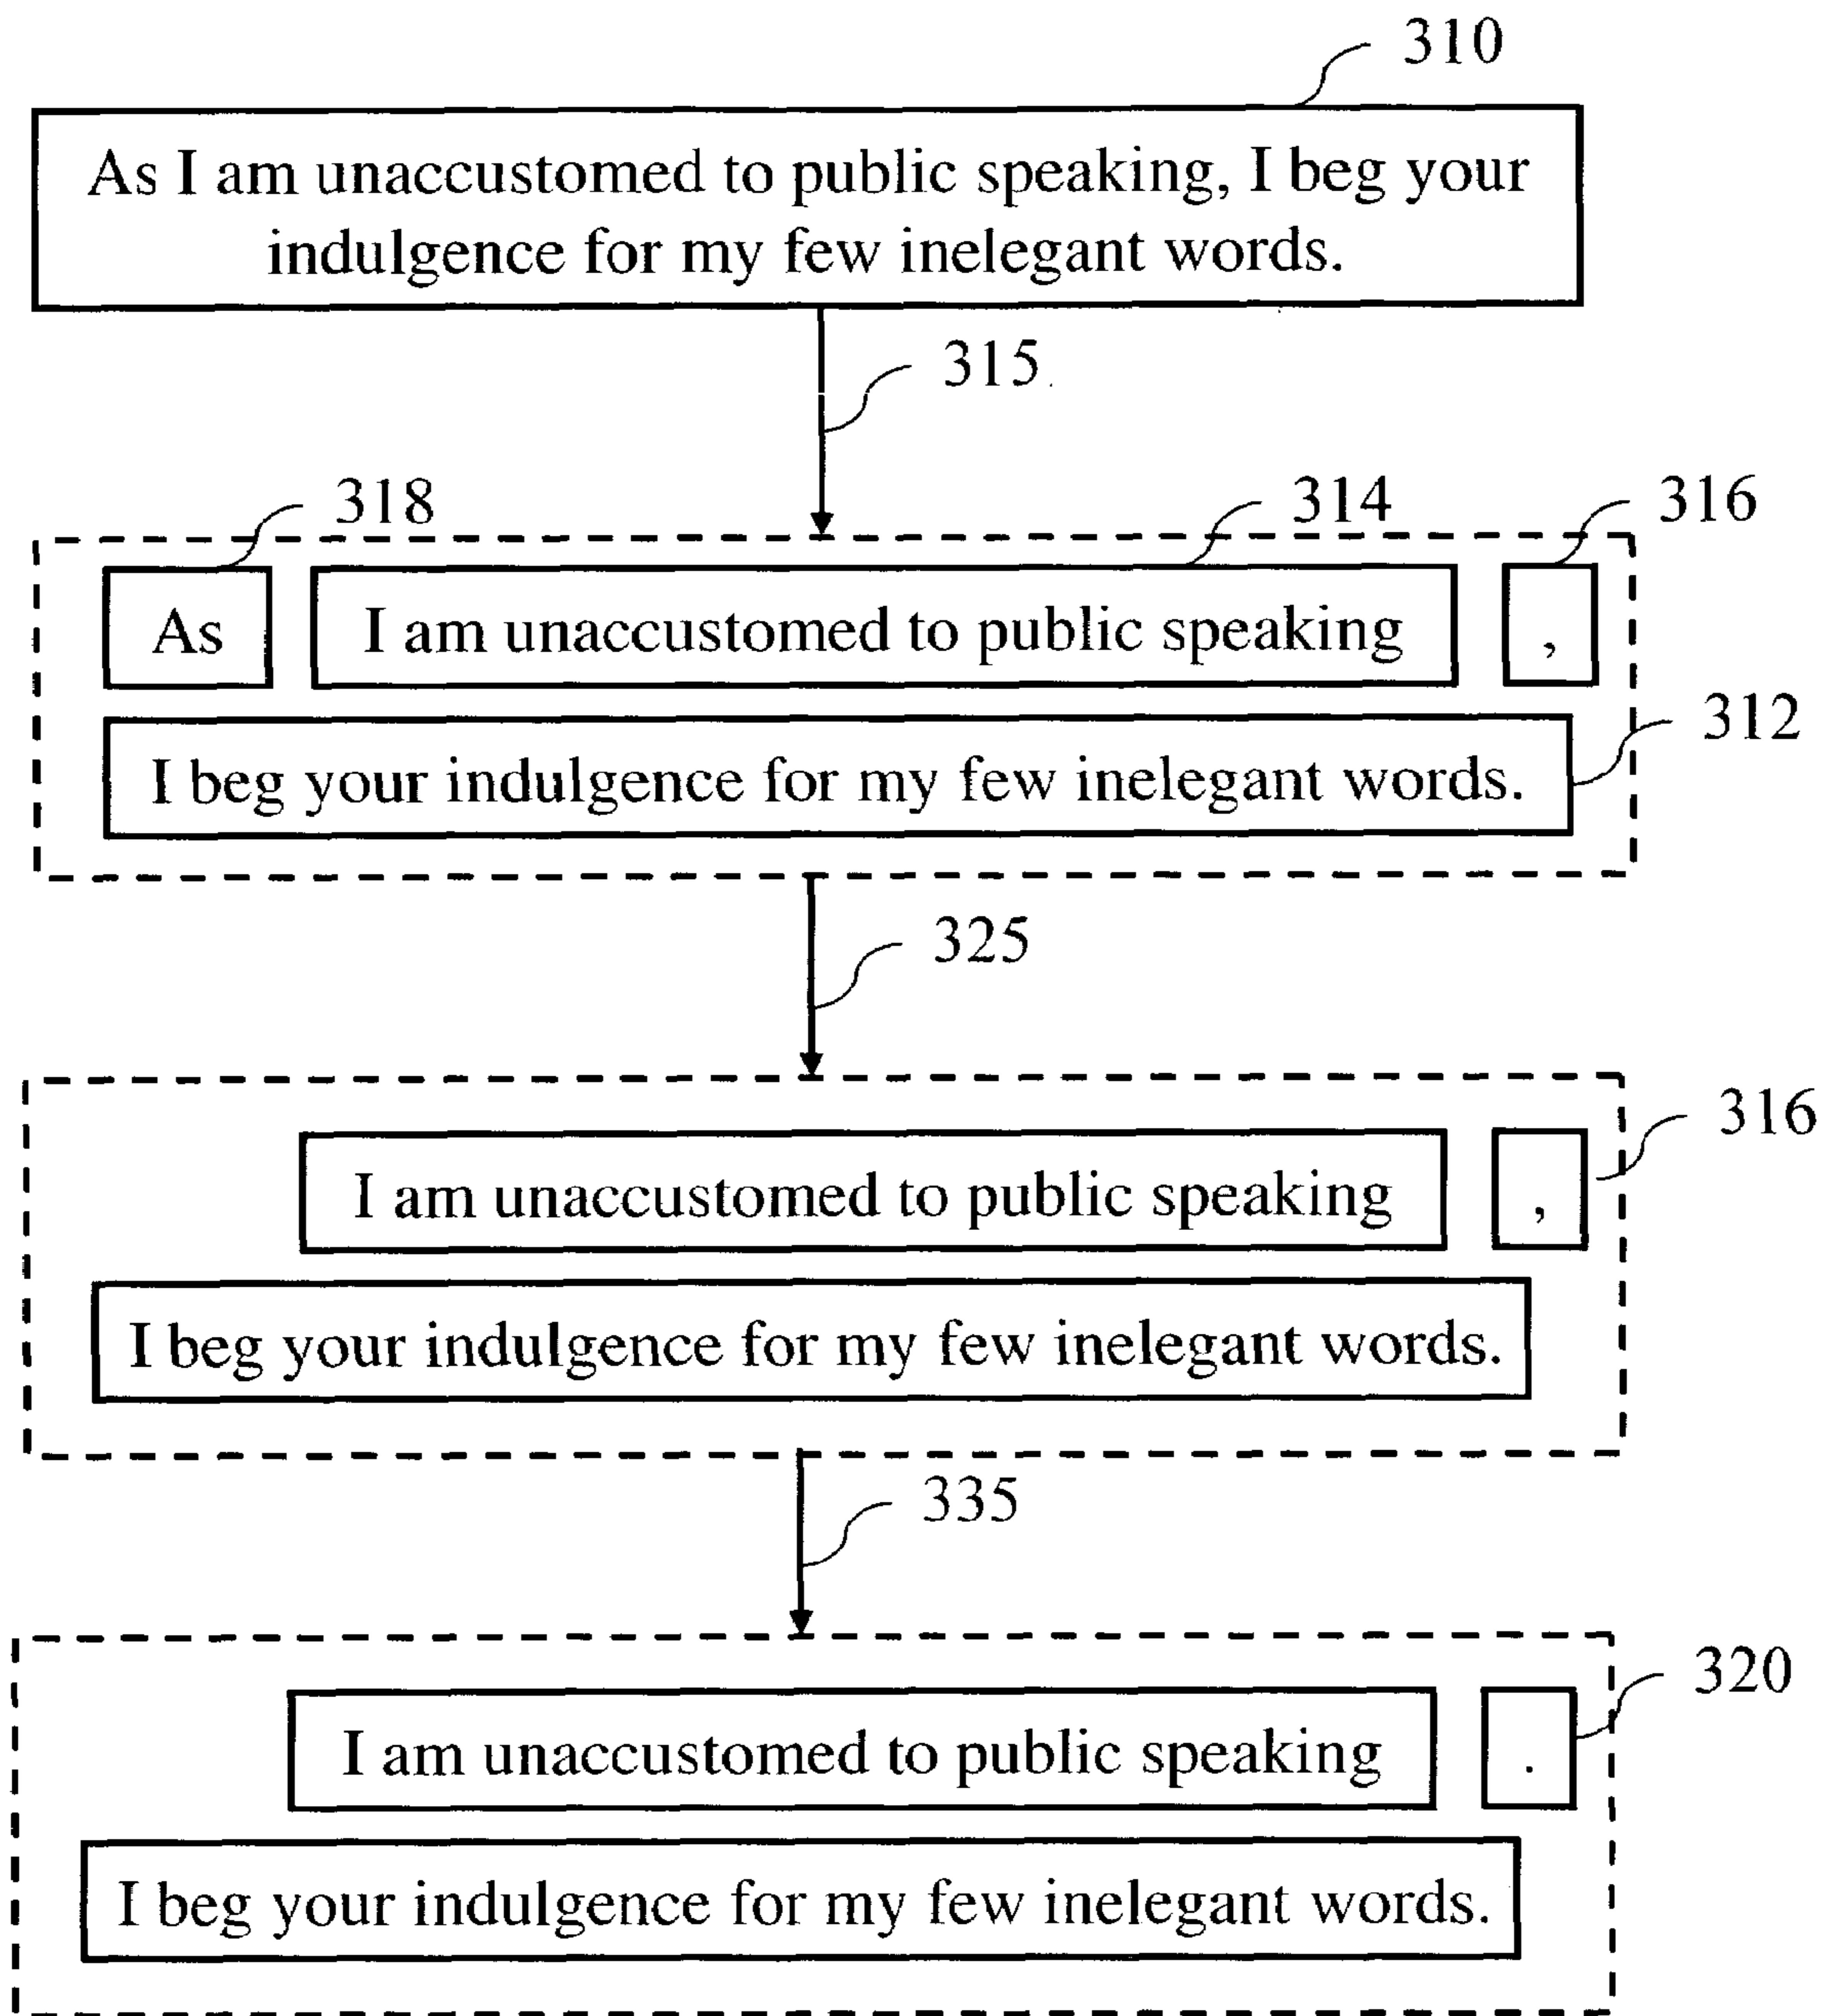 310
As I am unaccustomed to public speaking, I beg your
indulgence for my few inelegant words.
315
318 314 316
As I am unaccustomed to public speaking ,
312
I beg your indulgence for my few inelegant words.
325
316
I am unaccustomed to public speaking ,
I beg your indulgence for my few inelegant words.
335
320
I am unaccustomed to public speaking .
I beg your indulgence for my few inelegant words.